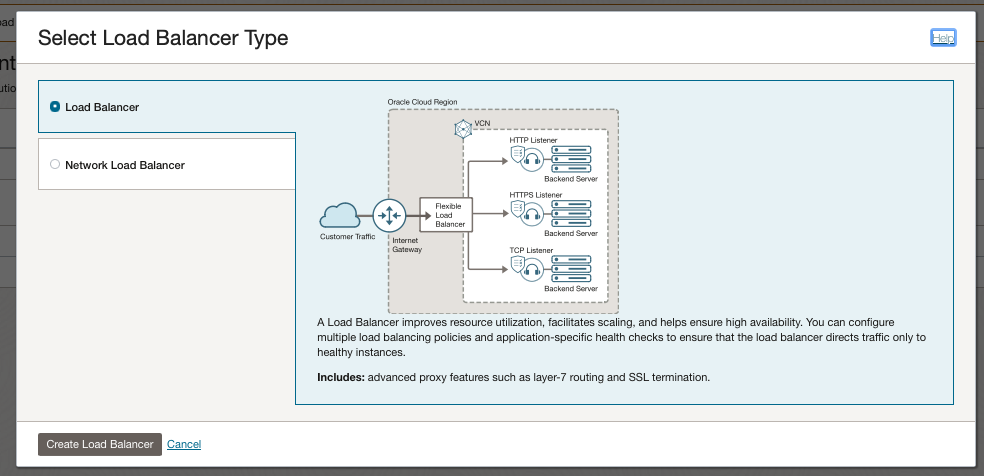 Select Load Balancer Type
Help
Load Balancer
Network Load Balancer
Oracle Cloud Region
VCN
HTTP Listener
Backend Server
HTTPS Listener
Flexible
Load
Balancer
Backend Server
Customer Traffic
Internet
Gateway
TCP Listener
Backend Server
A Load Balancer improves resource utilization, facilitates scaling, and helps ensure high availability. You can configure
multiple load balancing policies and application-specific health checks to ensure that the load balancer directs traffic only to
healthy instances.
Includes: advanced proxy features such as layer-7 routing and SSL termination.
Create Load Balancer
Cancel